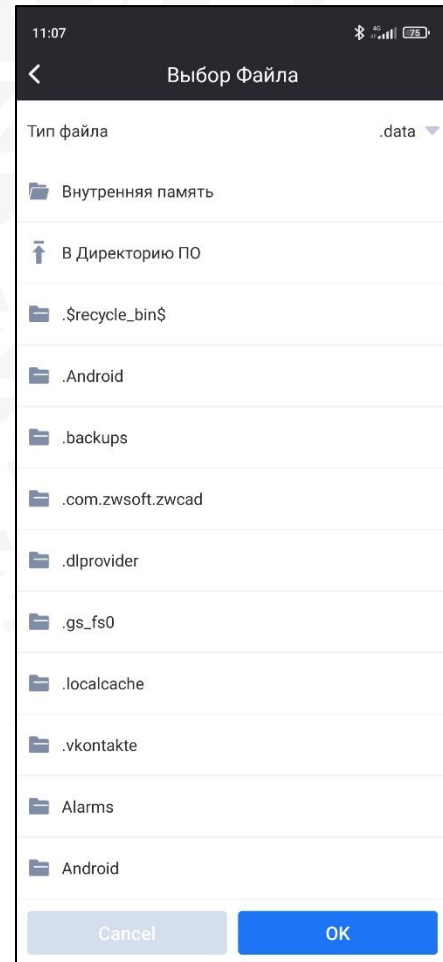 11:07
4G
75
Выбор Файла
Тип файла .data
Внутренняя память
В Директорию ПО
.$recycle_bin$
.Android
.backups
.com.zwsoft.zwcad
.dlprovider
.gs_fs0
.localcache
.vkontakte
Alarms
Android
Cancel OK